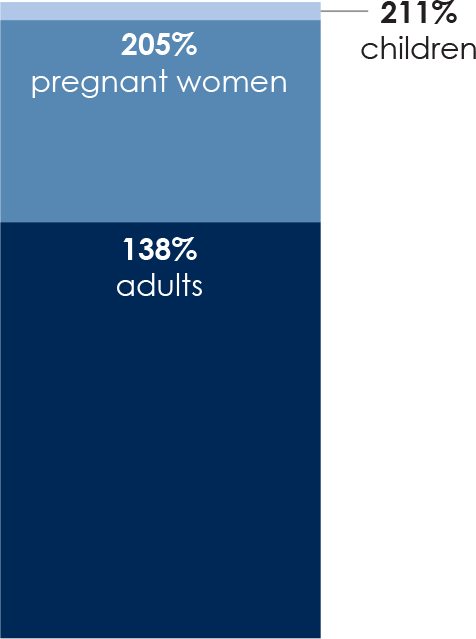 211%
children
205%
pregnant women
138%
adults